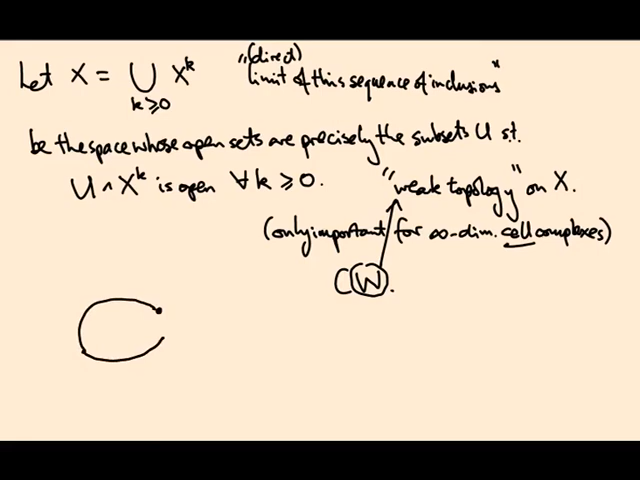 Let X = ⋃ X^k "(direct) limit of this sequence of inclusions"
k⩾0
be the space whose open sets are precisely the subsets U s.t.
U ∩ X^k is open ∀ k ⩾ 0. "weak topology" on X.
(only important for ∞-dim. cell complexes)
CW.